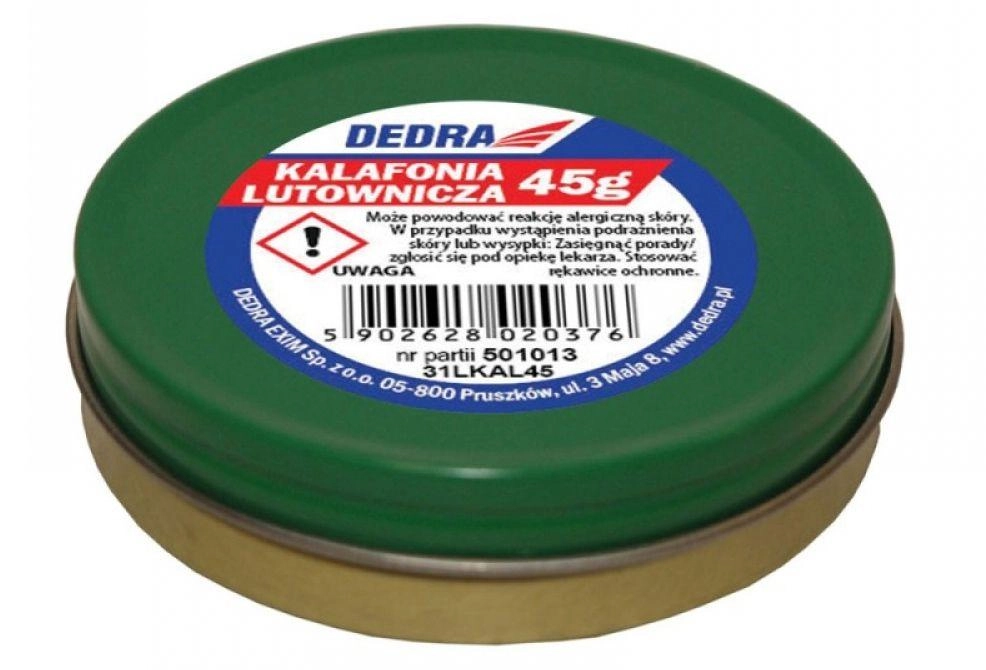 DEDRA
KALAFONIA
LUTOWNICZA 45g
Może powodować reakcję alergiczną skóry.
W przypadku wystąpienia podrażnienia
skóry lub wysypki: Zasięgnąć porady/
zgłosić się pod opiekę lekarza. Stosować
rękawice ochronne.
UWAGA
5 902628 020376
nr partii 501013
31LKAL45
DEDRA EXIM Sp. z o.o. 05-800 Pruszków, ul. 3 Maja 8, www.dedra.pl